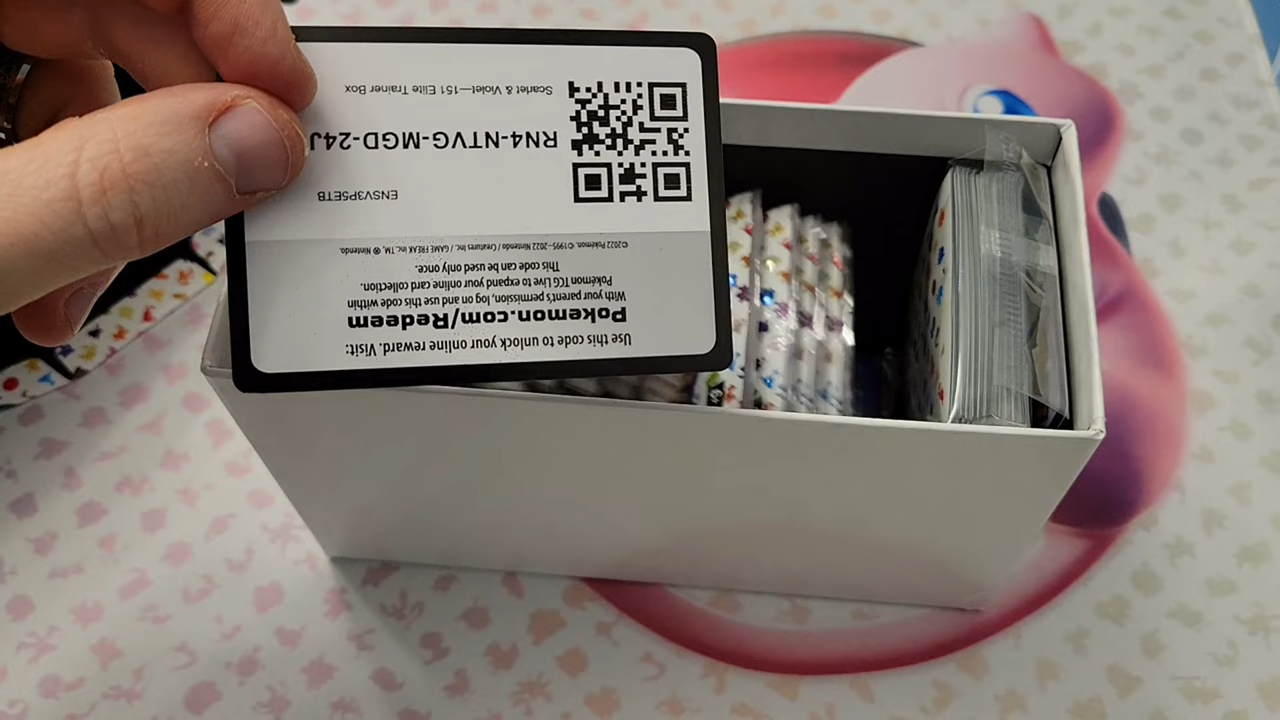 Use this code to unlock your online reward. Visit:
Pokemon.com/Redeem
With your parent's permission, log on and use this code within
Pokémon TCG Live to expand your online card collection.
This code can be used only once.
©2022 Pokémon. ©1995–2022 Nintendo / Creatures Inc. / GAME FREAK Inc. TM, ® Nintendo.
ENSV3P5ETB
RN4-NTVG-MGD-24J
Scarlet & Violet—151 Elite Trainer Box